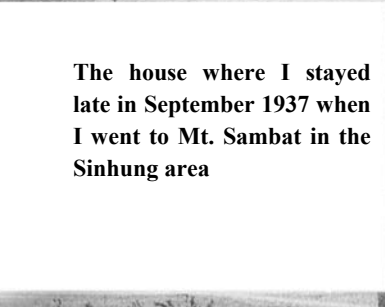 The house where I stayed
late in September 1937 when
I went to Mt. Sambat in the
Sinhung area